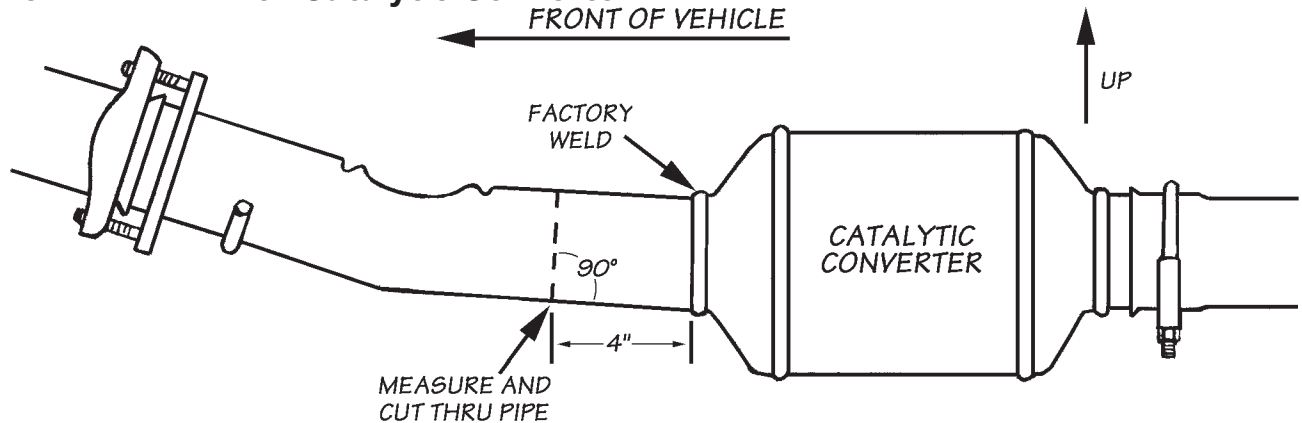 FRONT OF VEHICLE
UP
FACTORY
WELD
CATALYTIC
CONVERTER
90°
4"
MEASURE AND
CUT THRU PIPE